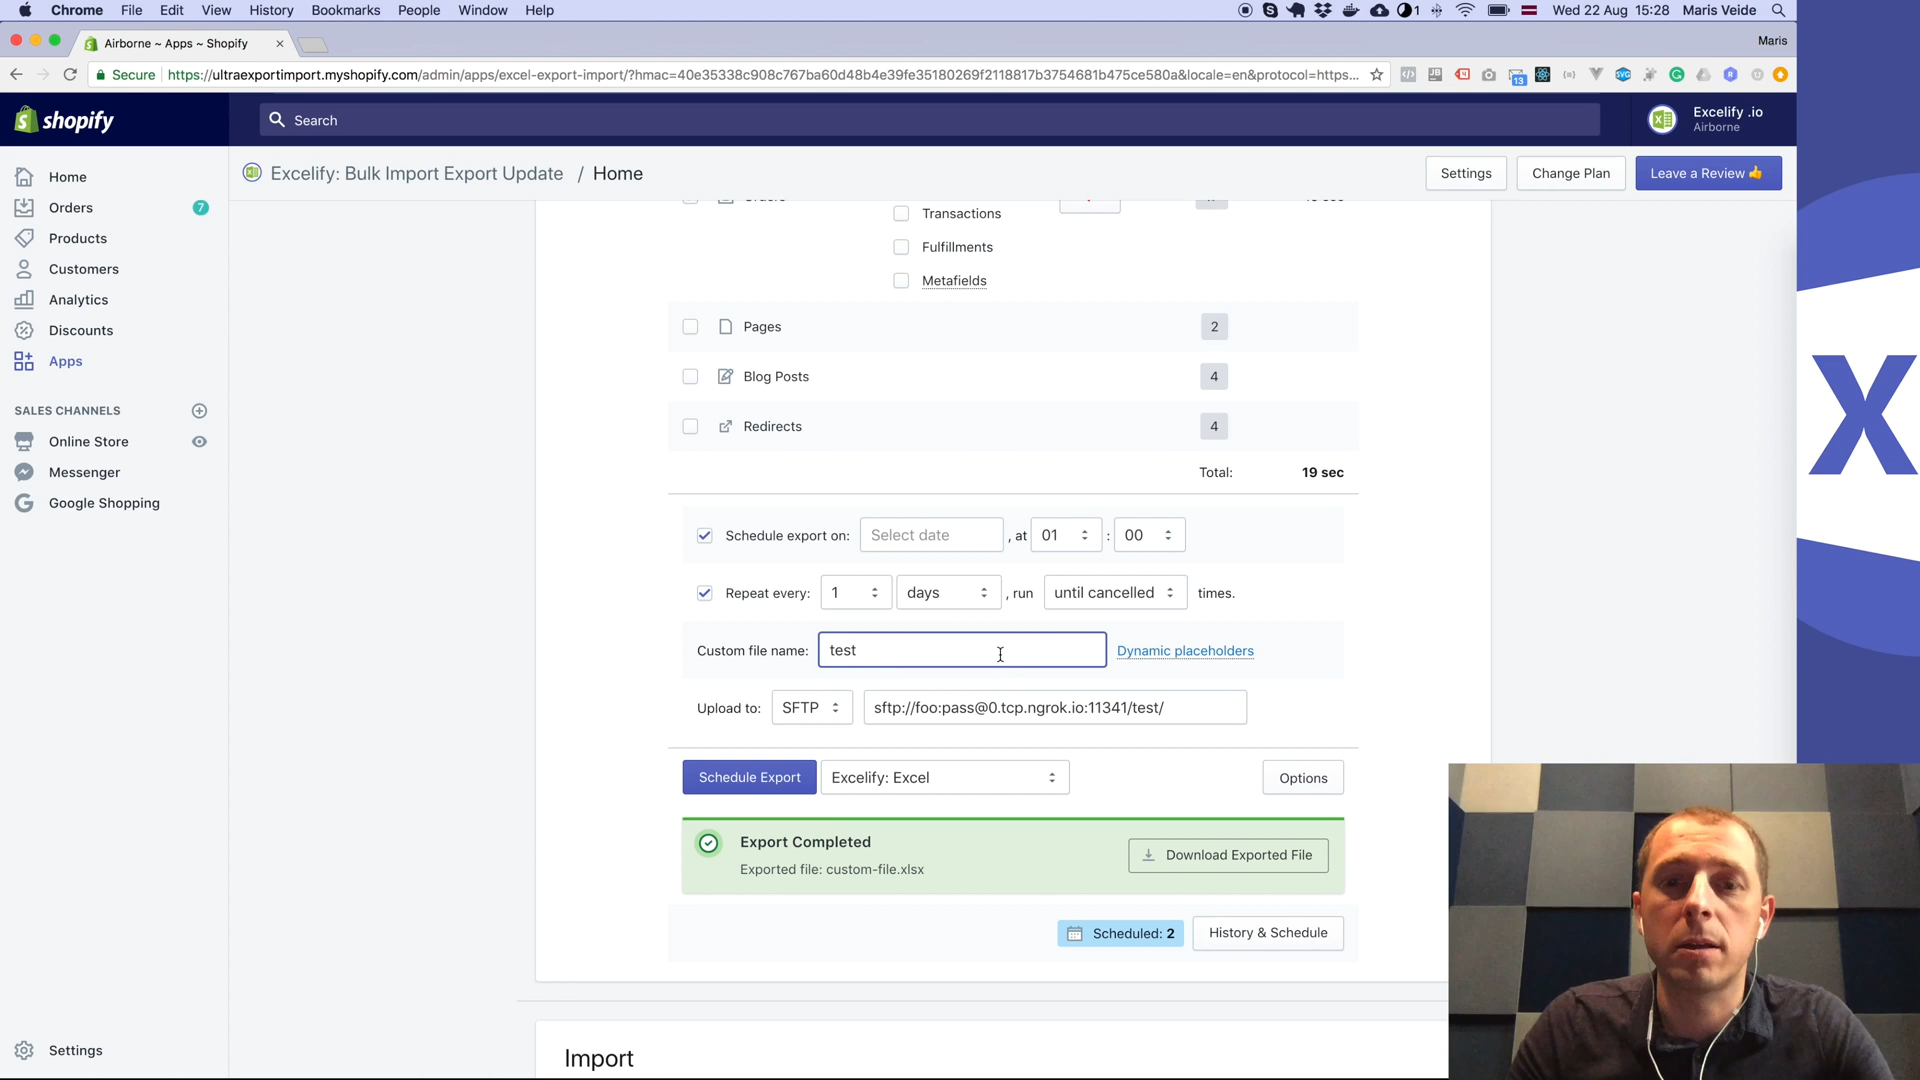 Chrome File Edit View History Bookmarks People Window Help
1 Wed 22 Aug 15:28 Maris Veide
Airborne ~ Apps ~ Shopify
Maris
Secure https://ultraexportimport.myshopify.com/admin/apps/excel-export-import/?hmac=40e35338c908c767ba60d48b4e39fe35180269f2118817b3754681b475ce580a&locale=en&protocol=https...
13
shopify
Search
Excelify .io
Airborne
Excelify: Bulk Import Export Update / Home
Settings
Change Plan
Leave a Review 👍
Home
Orders 7
Products
Customers
Analytics
Discounts
Apps
SALES CHANNELS
Online Store
Messenger
Google Shopping
Settings
Transactions
Fulfillments
Metafields
Pages 2
Blog Posts 4
Redirects 4
Total: 19 sec
Schedule export on: Select date , at 01 : 00
Repeat every: 1 days , run until cancelled times.
Custom file name: test Dynamic placeholders
Upload to: SFTP sftp://foo:pass@0.tcp.ngrok.io:11341/test/
Schedule Export Excelify: Excel Options
Export Completed
Exported file: custom-file.xlsx
Download Exported File
Scheduled: 2 History & Schedule
Import
X